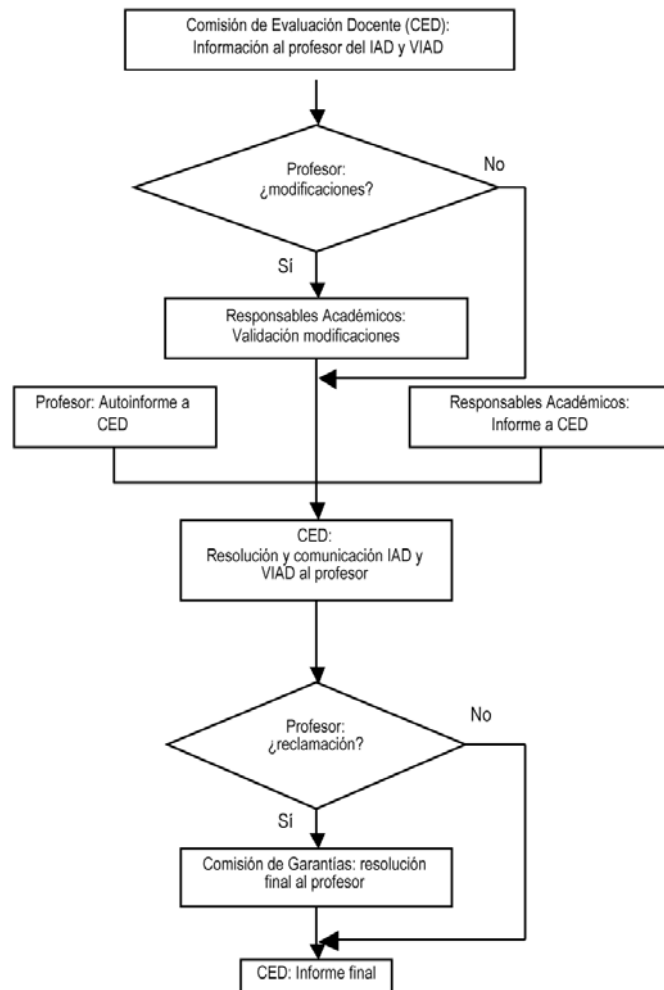 Comisión de Evaluación Docente (CED):
Información al profesor del IAD y VIAD
Profesor:
¿modificaciones?
No
Sí
Responsables Académicos:
Validación modificaciones
Profesor: Autoinforme a
CED
Responsables Académicos:
Informe a CED
CED:
Resolución y comunicación IAD y
VIAD al profesor
Profesor:
¿reclamación?
No
Sí
Comisión de Garantías: resolución
final al profesor
CED: Informe final